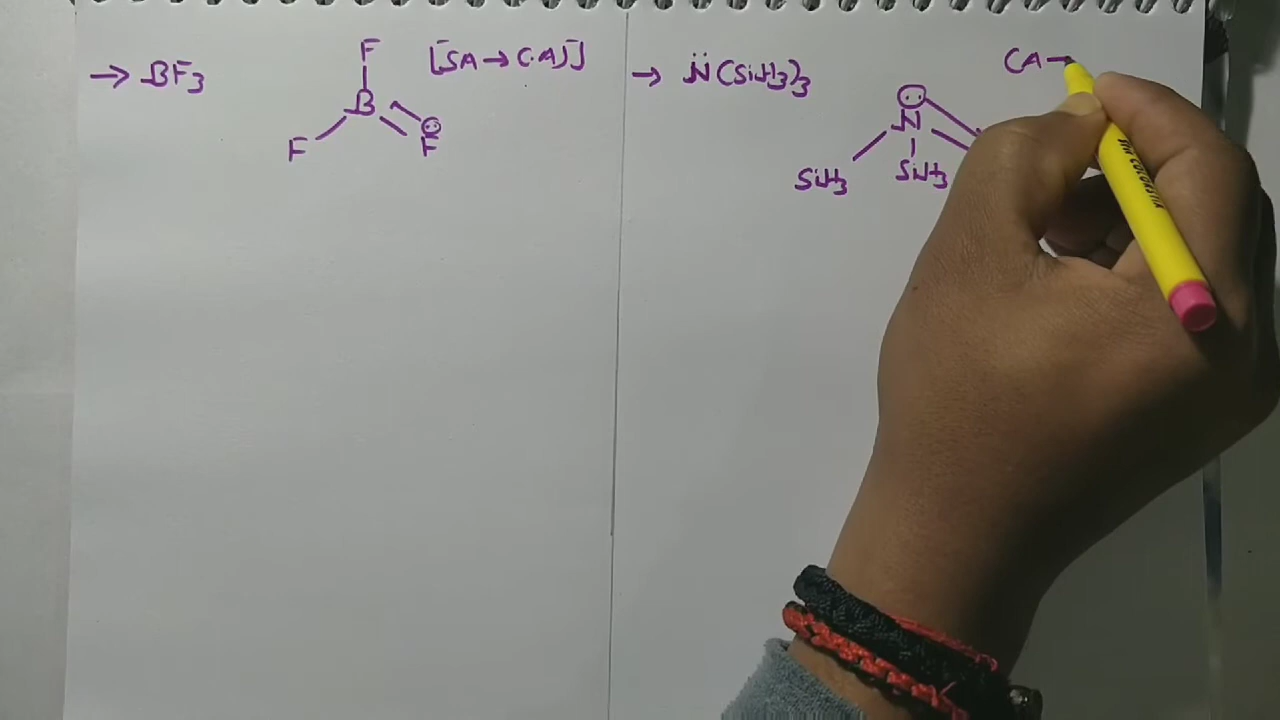 → BF3
[SA → CA)]
F
B
F
F
→ N̈(SiH3)3
CA →
N
SiH3
SiH3